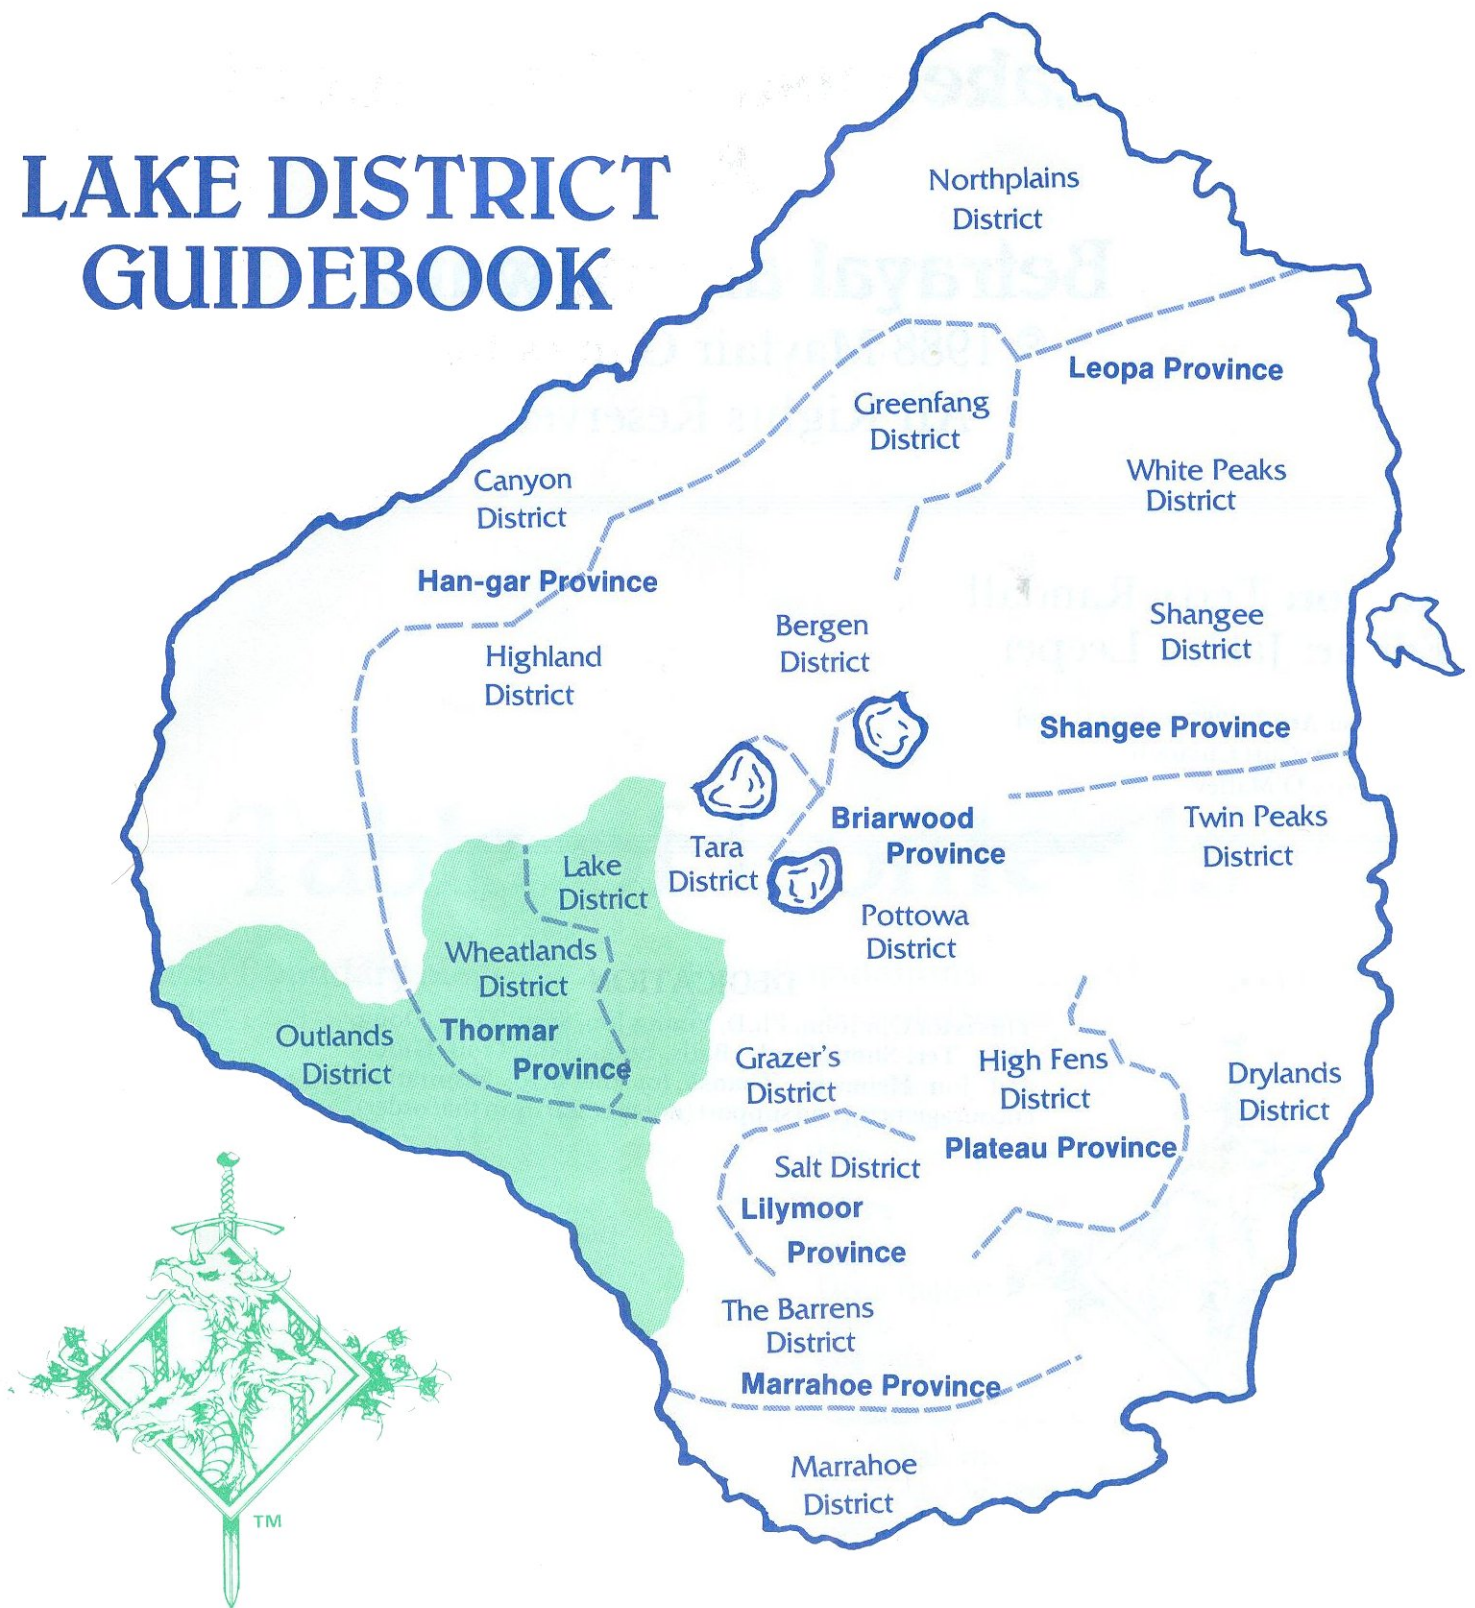 LAKE DISTRICT
GUIDEBOOK
Northplains
District
Leopa Province
Greenfang
District
White Peaks
District
Canyon
District
Han-gar Province
Highland
District
Bergen
District
Shangee
District
Shangee Province
Briarwood
Province
Twin Peaks
District
Tara
District
Lake
District
Pottowa
District
Wheatlands
District
Outlands
District
Thormar
Province
Grazer's
District
High Fens
District
Drylands
District
Plateau Province
Salt District
Lilymoor
Province
The Barrens
District
Marrahoe Province
Marrahoe
District
TM